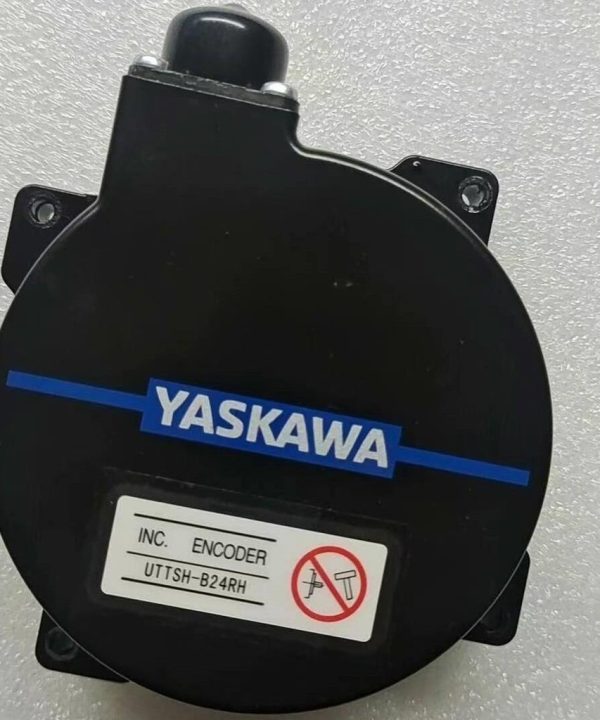 YASKAWA
INC. ENCODER
UTTSH-B24RH